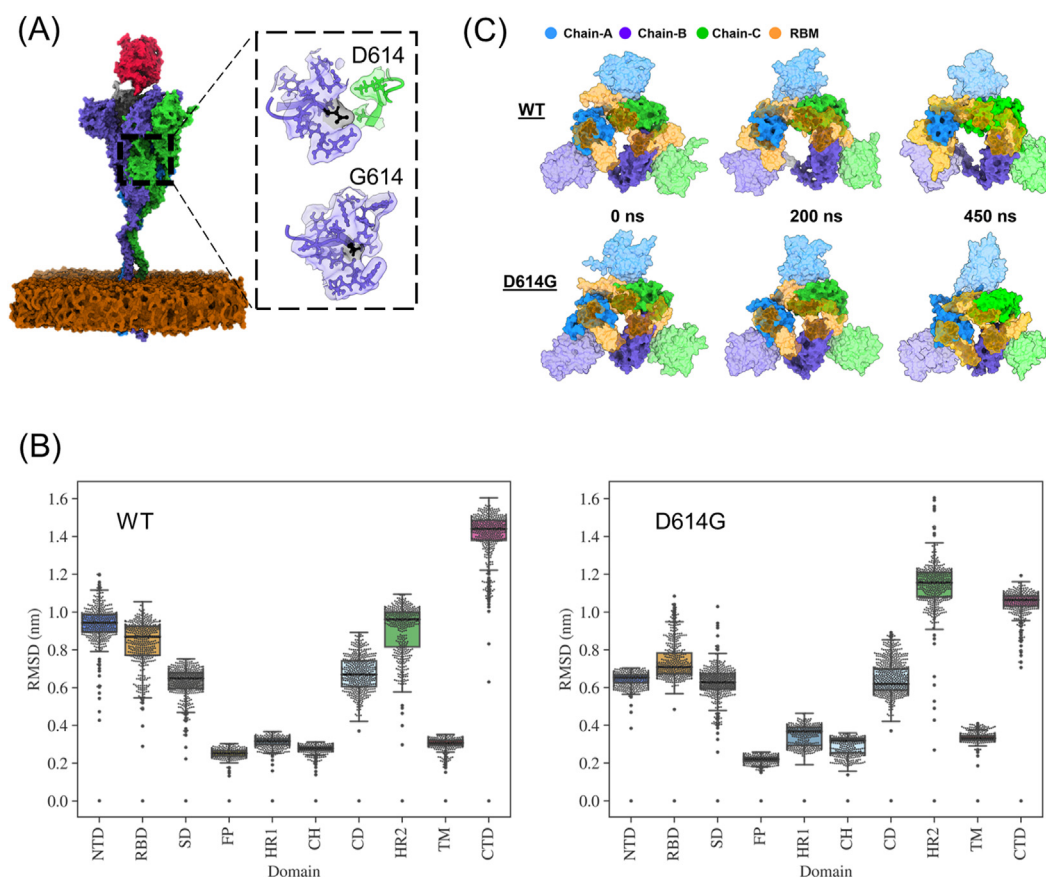 (A)
D614
G614
(C)
Chain-A Chain-B Chain-C RBM
WT
0 ns 200 ns 450 ns
D614G
(B)
WT
RMSD (nm)
1.6
1.4
1.2
1.0
0.8
0.6
0.4
0.2
0.0
NTD RBD SD FP HR1 CH CD HR2 TM CTD
Domain
D614G
RMSD (nm)
1.6
1.4
1.2
1.0
0.8
0.6
0.4
0.2
0.0
NTD RBD SD FP HR1 CH CD HR2 TM CTD
Domain